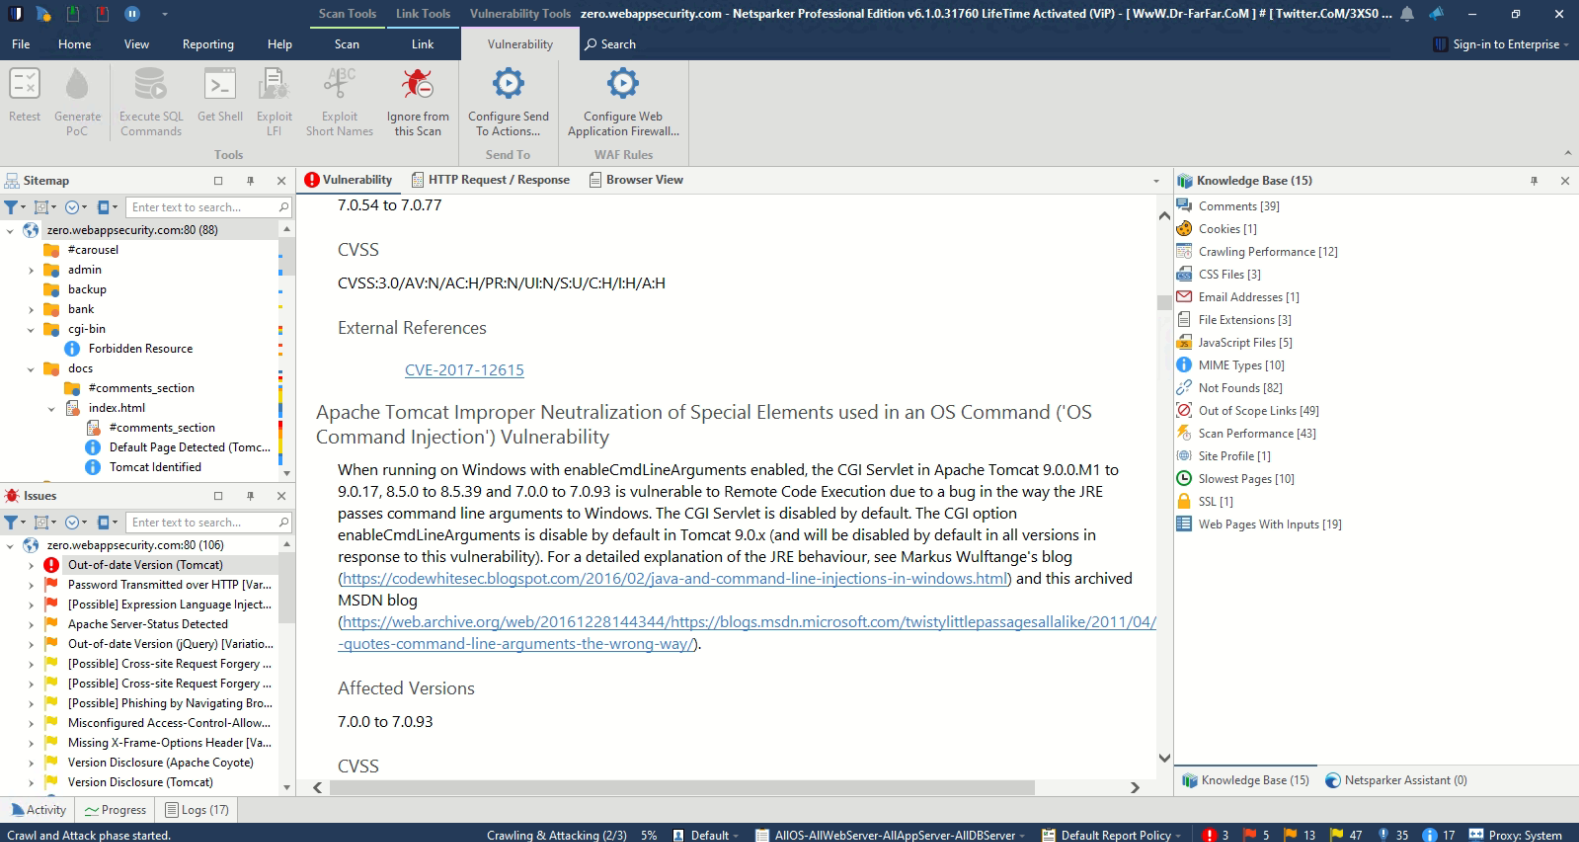 Scan Tools Link Tools Vulnerability Tools zero.webappsecurity.com - Netsparker Professional Edition v6.1.0.31760 LifeTime Activated (ViP) - [ WwW.Dr-FarFar.CoM ] # [ Twitter.CoM/3XS0 ...
File Home View Reporting Help Scan Link Vulnerability Search Sign-in to Enterprise
Retest
Generate PoC
Execute SQL Commands
Get Shell
Exploit LFI
ABC
Exploit Short Names
Ignore from this Scan
Configure Send To Actions...
Configure Web Application Firewall...
Tools Send To WAF Rules
Sitemap
Enter text to search...
zero.webappsecurity.com:80 (88)
#carousel
admin
backup
bank
cgi-bin
Forbidden Resource
docs
#comments_section
index.html
#comments_section
Default Page Detected (Tomc...
Tomcat Identified
Issues
Enter text to search...
zero.webappsecurity.com:80 (106)
Out-of-date Version (Tomcat)
Password Transmitted over HTTP [Var...
[Possible] Expression Language Inject...
Apache Server-Status Detected
Out-of-date Version (jQuery) [Variatio...
[Possible] Cross-site Request Forgery ...
[Possible] Cross-site Request Forgery ...
[Possible] Phishing by Navigating Bro...
Misconfigured Access-Control-Allow...
Missing X-Frame-Options Header [Va...
Version Disclosure (Apache Coyote)
Version Disclosure (Tomcat)
Vulnerability HTTP Request / Response Browser View
7.0.54 to 7.0.77
CVSS
CVSS:3.0/AV:N/AC:H/PR:N/UI:N/S:U/C:H/I:H/A:H
External References
CVE-2017-12615
Apache Tomcat Improper Neutralization of Special Elements used in an OS Command ('OS
Command Injection') Vulnerability
When running on Windows with enableCmdLineArguments enabled, the CGI Servlet in Apache Tomcat 9.0.0.M1 to
9.0.17, 8.5.0 to 8.5.39 and 7.0.0 to 7.0.93 is vulnerable to Remote Code Execution due to a bug in the way the JRE
passes command line arguments to Windows. The CGI Servlet is disabled by default. The CGI option
enableCmdLineArguments is disable by default in Tomcat 9.0.x (and will be disabled by default in all versions in
response to this vulnerability). For a detailed explanation of the JRE behaviour, see Markus Wulftange's blog
(https://codewhitesec.blogspot.com/2016/02/java-and-command-line-injections-in-windows.html) and this archived
MSDN blog
(https://web.archive.org/web/20161228144344/https://blogs.msdn.microsoft.com/twistylittlepassagesallalike/2011/04/
-quotes-command-line-arguments-the-wrong-way/).
Affected Versions
7.0.0 to 7.0.93
CVSS
Knowledge Base (15)
Comments [39]
Cookies [1]
Crawling Performance [12]
CSS Files [3]
Email Addresses [1]
File Extensions [3]
JavaScript Files [5]
MIME Types [10]
Not Founds [82]
Out of Scope Links [49]
Scan Performance [43]
Site Profile [1]
Slowest Pages [10]
SSL [1]
Web Pages With Inputs [19]
Knowledge Base (15) Netsparker Assistant (0)
Activity Progress Logs (17)
Crawl and Attack phase started. Crawling & Attacking (2/3) 5% Default AllOS-AllWebServer-AllAppServer-AllDBServer Default Report Policy 3 5 13 47 35 17 Proxy: System